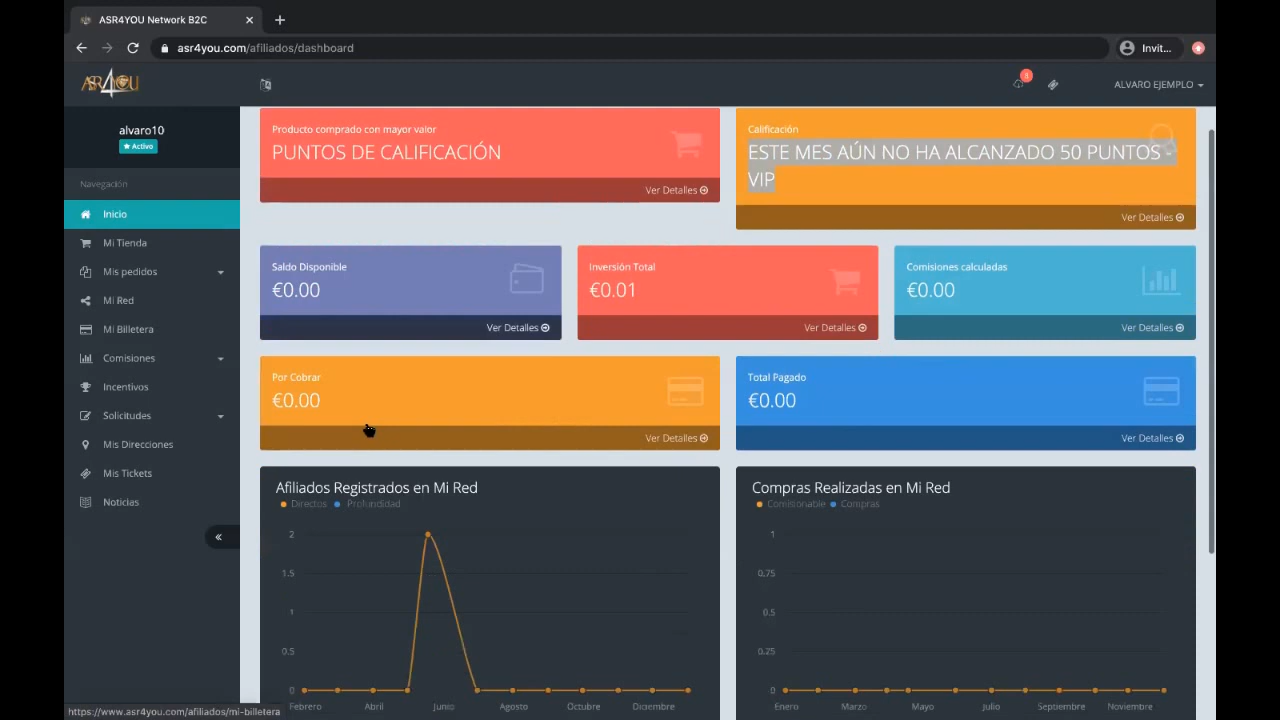 ASR4YOU Network B2C
asr4you.com/afiliados/dashboard
Invit...
ASR4YOU
4
ALVARO EJEMPLO
alvaro10
Activo
Navegación
Inicio
Mi Tienda
Mis pedidos
Mi Red
Mi Billetera
Comisiones
Incentivos
Solicitudes
Mis Direcciones
Mis Tickets
Noticias
Producto comprado con mayor valor
PUNTOS DE CALIFICACIÓN
Ver Detalles
Calificación
ESTE MES AÚN NO HA ALCANZADO 50 PUNTOS -
VIP
Ver Detalles
Saldo Disponible
€0.00
Ver Detalles
Inversión Total
€0.01
Ver Detalles
Comisiones calculadas
€0.00
Ver Detalles
Por Cobrar
€0.00
Ver Detalles
Total Pagado
€0.00
Ver Detalles
Afiliados Registrados en Mi Red
Directos Profundidad
2
1.5
1
0.5
0
Febrero Abril Junio Agosto Octubre Diciembre
Compras Realizadas en Mi Red
Comisionable Compras
1
0.75
0.5
0.25
0
Enero Marzo Mayo Julio Septiembre Noviembre
https://www.asr4you.com/afiliados/mi-billetera